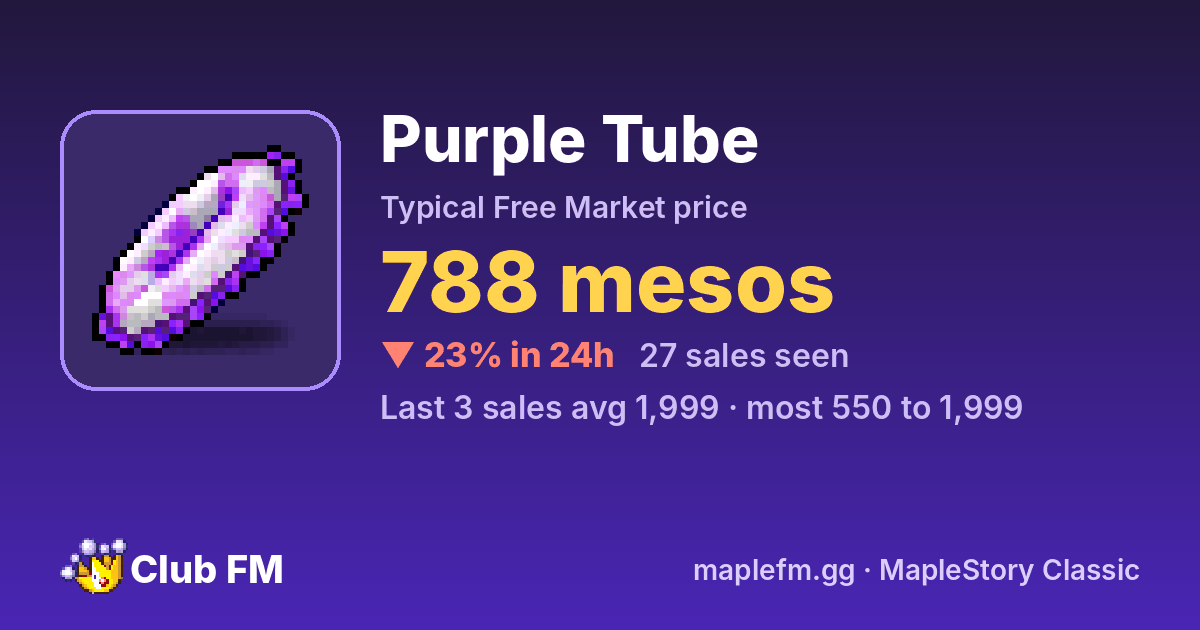 Purple Tube
Typical Free Market price
788 mesos
▼ 23% in 24h 27 sales seen
Last 3 sales avg 1,999 · most 550 to 1,999
Club FM
maplefm.gg · MapleStory Classic